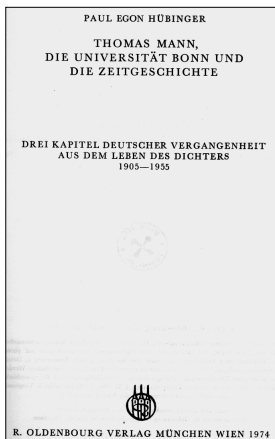 PAUL EGON HÜBINGER
THOMAS MANN,
DIE UNIVERSITÄT BONN UND
DIE ZEITGESCHICHTE
DREI KAPITEL DEUTSCHER VERGANGENHEIT
AUS DEM LEBEN DES DICHTERS
1905—1955
R. OLDENBOURG VERLAG MÜNCHEN WIEN 1974